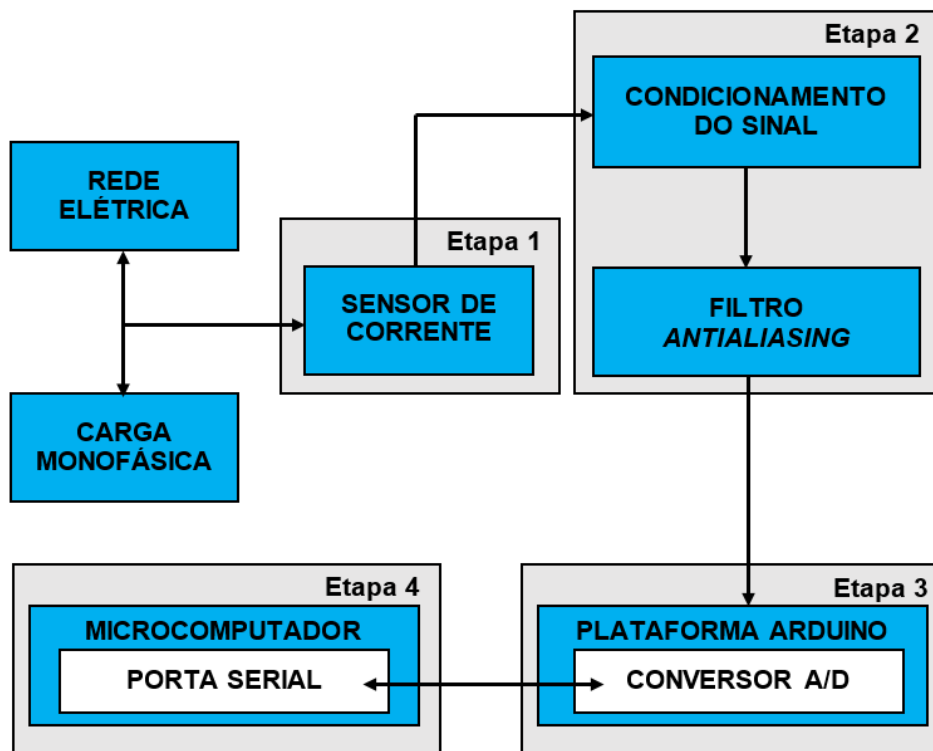 Etapa 2
CONDICIONAMENTO
DO SINAL
REDE
ELÉTRICA
Etapa 1
SENSOR DE
CORRENTE
FILTRO
ANTIALIASING
CARGA
MONOFÁSICA
Etapa 4
MICROCOMPUTADOR
PORTA SERIAL
Etapa 3
PLATAFORMA ARDUINO
CONVERSOR A/D